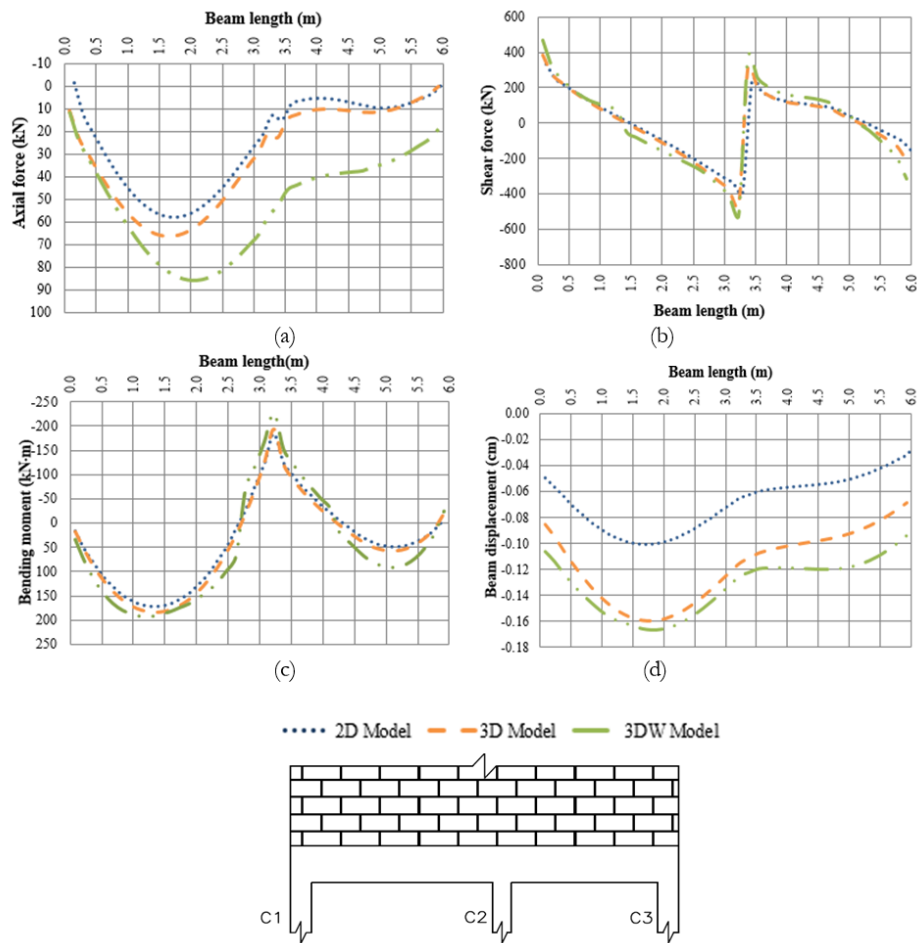 Beam length (m)
0.0 0.5 1.0 1.5 2.0 2.5 3.0 3.5 4.0 4.5 5.0 5.5 6.0
-10
0
10
20
30
40
50
60
70
80
90
100
Axial force (kN)
(a)
600
400
200
0
-200
-400
-600
-800
Shear force (kN)
0.0 0.5 1.0 1.5 2.0 2.5 3.0 3.5 4.0 4.5 5.0 5.5 6.0
Beam length (m)
(b)
Beam length(m)
0.0 0.5 1.0 1.5 2.0 2.5 3.0 3.5 4.0 4.5 5.0 5.5 6.0
-250
-200
-150
-100
-50
0
50
100
150
200
250
Bending moment (kN·m)
(c)
Beam length (m)
0.0 0.5 1.0 1.5 2.0 2.5 3.0 3.5 4.0 4.5 5.0 5.5 6.0
0.00
-0.02
-0.04
-0.06
-0.08
-0.10
-0.12
-0.14
-0.16
-0.18
Beam displacement (cm)
(d)
2D Model 3D Model 3DW Model
C1 C2 C3